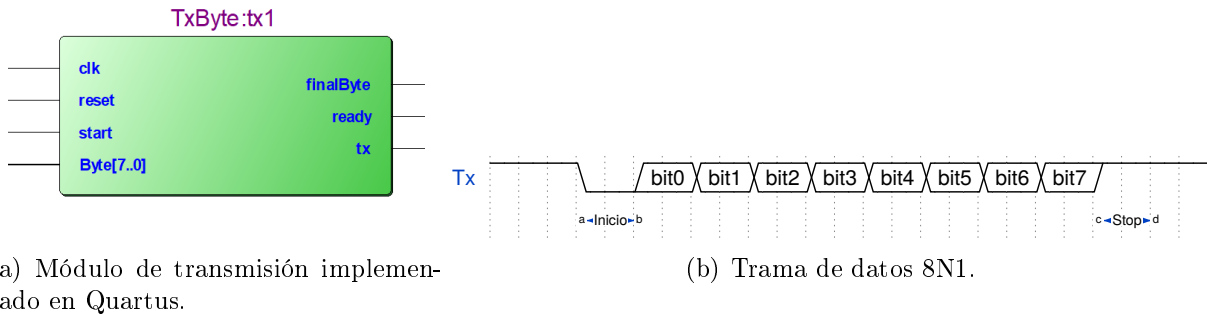 TxByte:tx1
clk
reset
start
Byte[7..0]
finalByte
ready
tx
Tx
bit0 bit1 bit2 bit3 bit4 bit5 bit6 bit7
a Inicio b
c Stop d
a) Módulo de transmisión implemen-
ado en Quartus.
(b) Trama de datos 8N1.